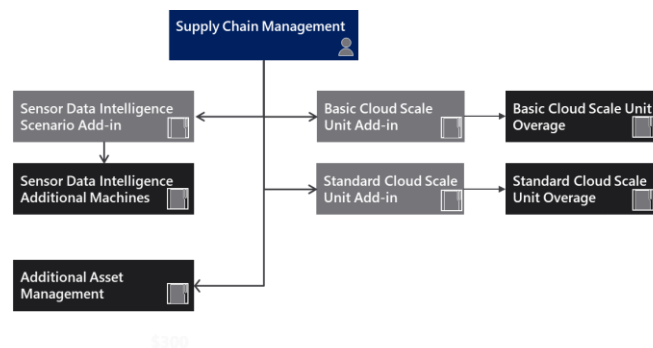 Supply Chain Management
Sensor Data Intelligence
Scenario Add-in
Basic Cloud Scale
Unit Add-in
Basic Cloud Scale Unit
Overage
Sensor Data Intelligence
Additional Machines
Standard Cloud Scale
Unit Add-in
Standard Cloud Scale
Unit Overage
Additional Asset
Management
$300